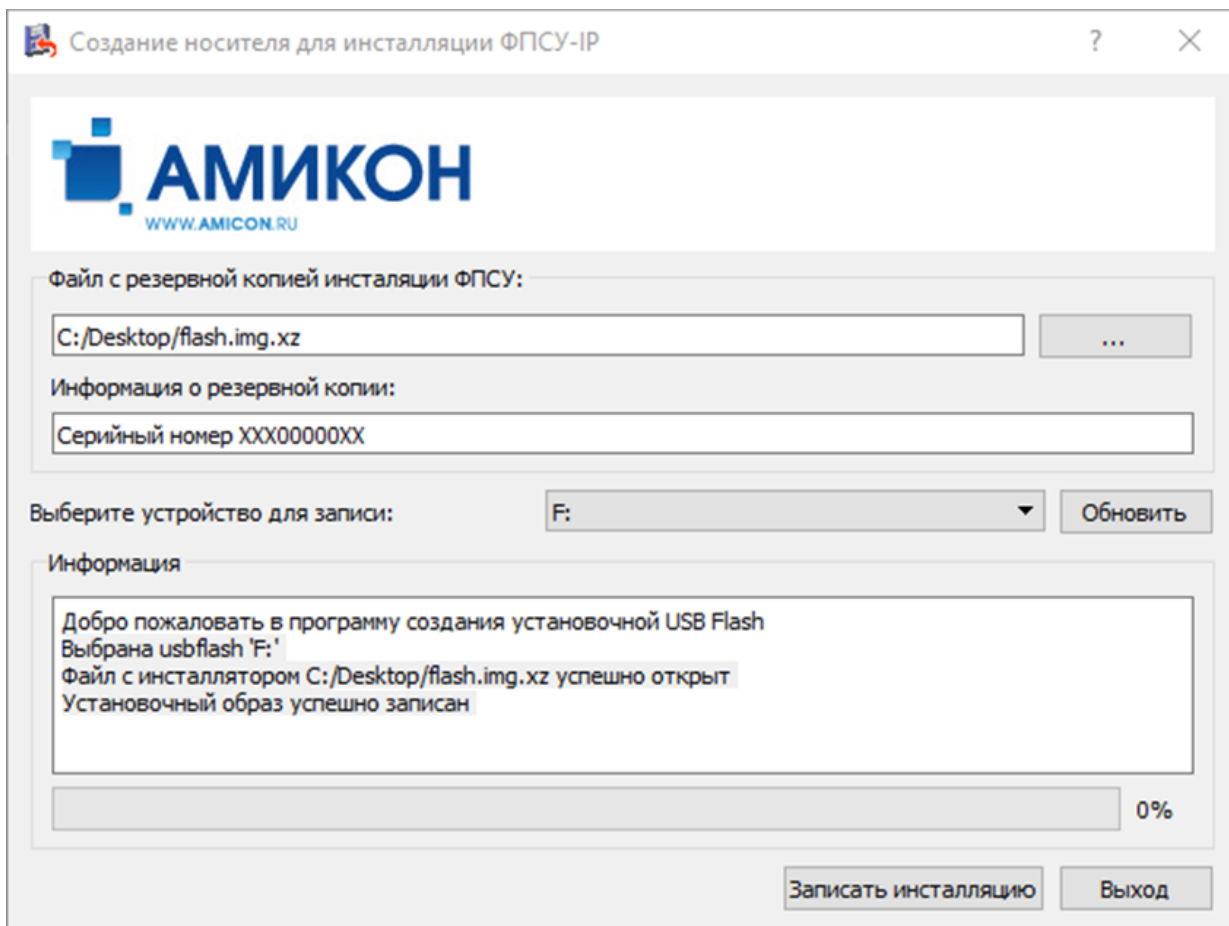 Создание носителя для инсталляции ФПСУ-IP
?
АМИКОН
WWW.AMICON.RU
Файл с резервной копией инсталяции ФПСУ:
C:/Desktop/flash.img.xz
...
Информация о резервной копии:
Серийный номер XXX00000XX
Выберите устройство для записи:
F:
Обновить
Информация
Добро пожаловать в программу создания установочной USB Flash
Выбрана usbflash 'F:'
Файл с инсталлятором C:/Desktop/flash.img.xz успешно открыт
Установочный образ успешно записан
0%
Записать инсталляцию
Выход